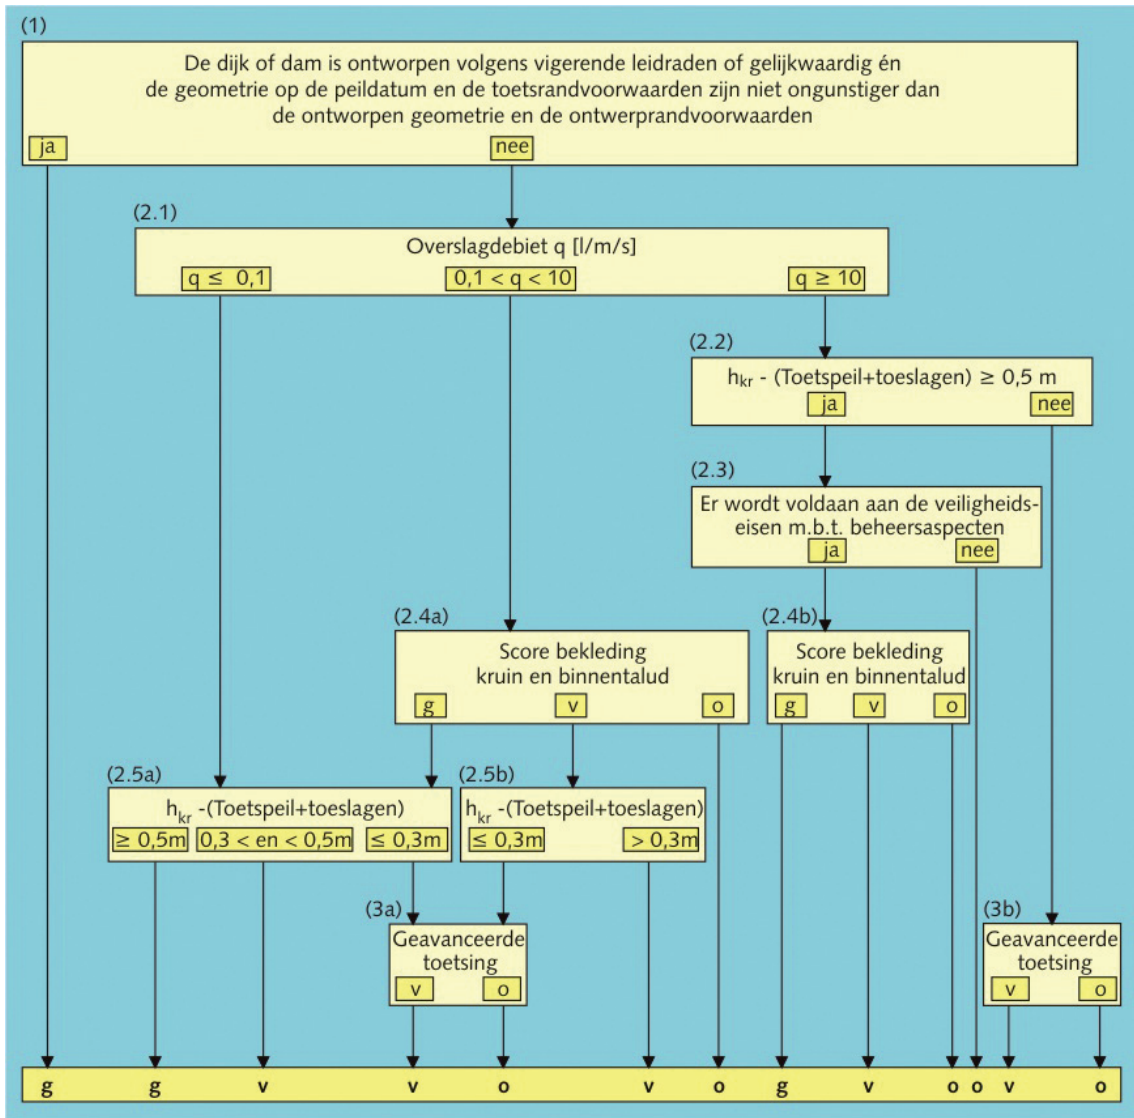 (1)
De dijk of dam is ontworpen volgens vigerende leidraden of gelijkwaardig én
de geometrie op de peildatum en de toetsrandvoorwaarden zijn niet ongunstiger dan
de ontworpen geometrie en de ontwerprandvoorwaarden
ja nee
(2.1)
Overslagdebiet q [l/m/s]
q ≤ 0,1 0,1 < q < 10 q ≥ 10
(2.2)
hkr - (Toetspeil+toeslagen) ≥ 0,5 m
ja nee
(2.3)
Er wordt voldaan aan de veiligheids-
eisen m.b.t. beheersaspecten
ja nee
(2.4a)
Score bekleding
kruin en binnentalud
g v o
(2.4b)
Score bekleding
kruin en binnentalud
g v o
(2.5a)
hkr -(Toetspeil+toeslagen)
≥ 0,5m 0,3 < en < 0,5m ≤ 0,3m
(2.5b)
hkr -(Toetspeil+toeslagen)
≤ 0,3m > 0,3m
(3a)
Geavanceerde
toetsing
v o
(3b)
Geavanceerde
toetsing
v o
g g v v o v o g v o o v o